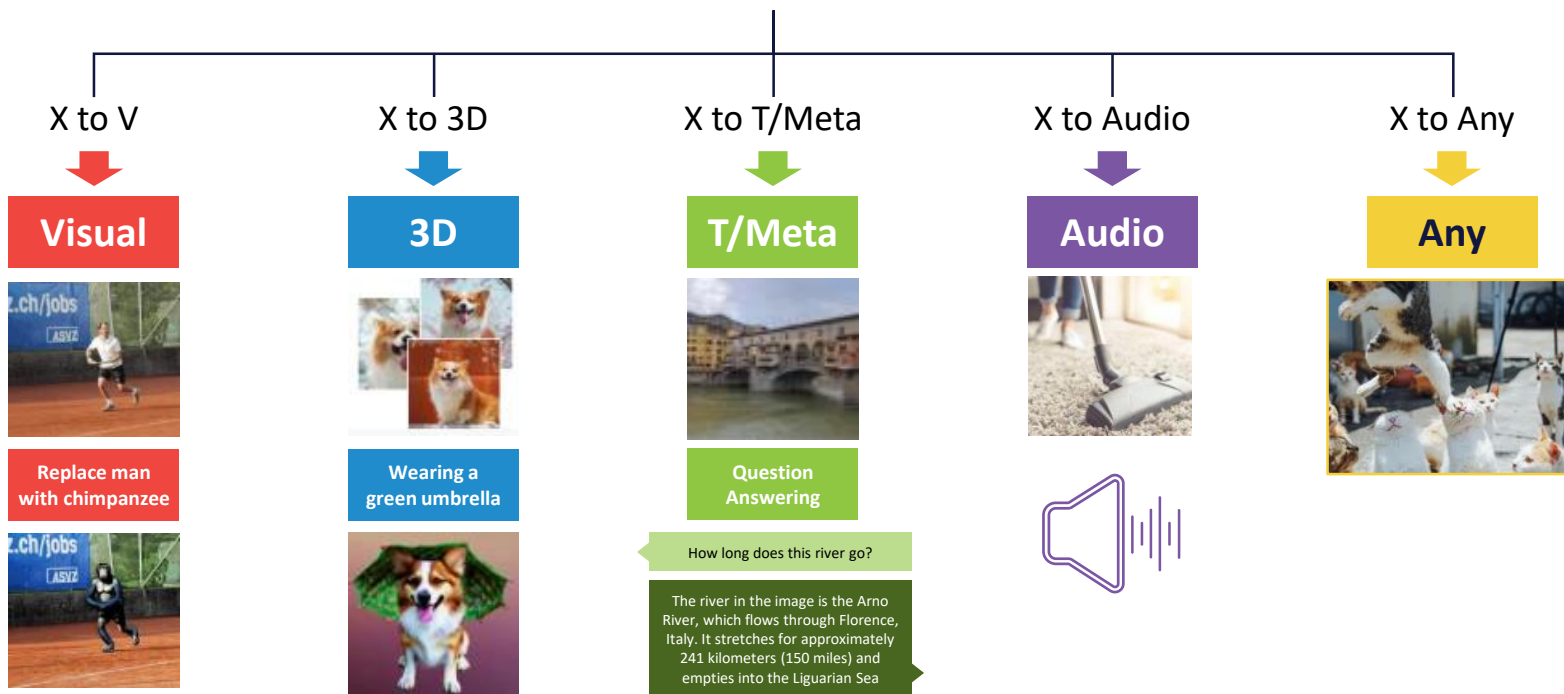 X to V
X to 3D
X to T/Meta
X to Audio
X to Any
Visual
3D
T/Meta
Audio
Any
z.ch/jobs
ASVZ
Replace man
with chimpanzee
z.ch/jobs
ASVZ
Wearing a
green umbrella
Question
Answering
How long does this river go?
The river in the image is the Arno
River, which flows through Florence,
Italy. It stretches for approximately
241 kilometers (150 miles) and
empties into the Liguarian Sea